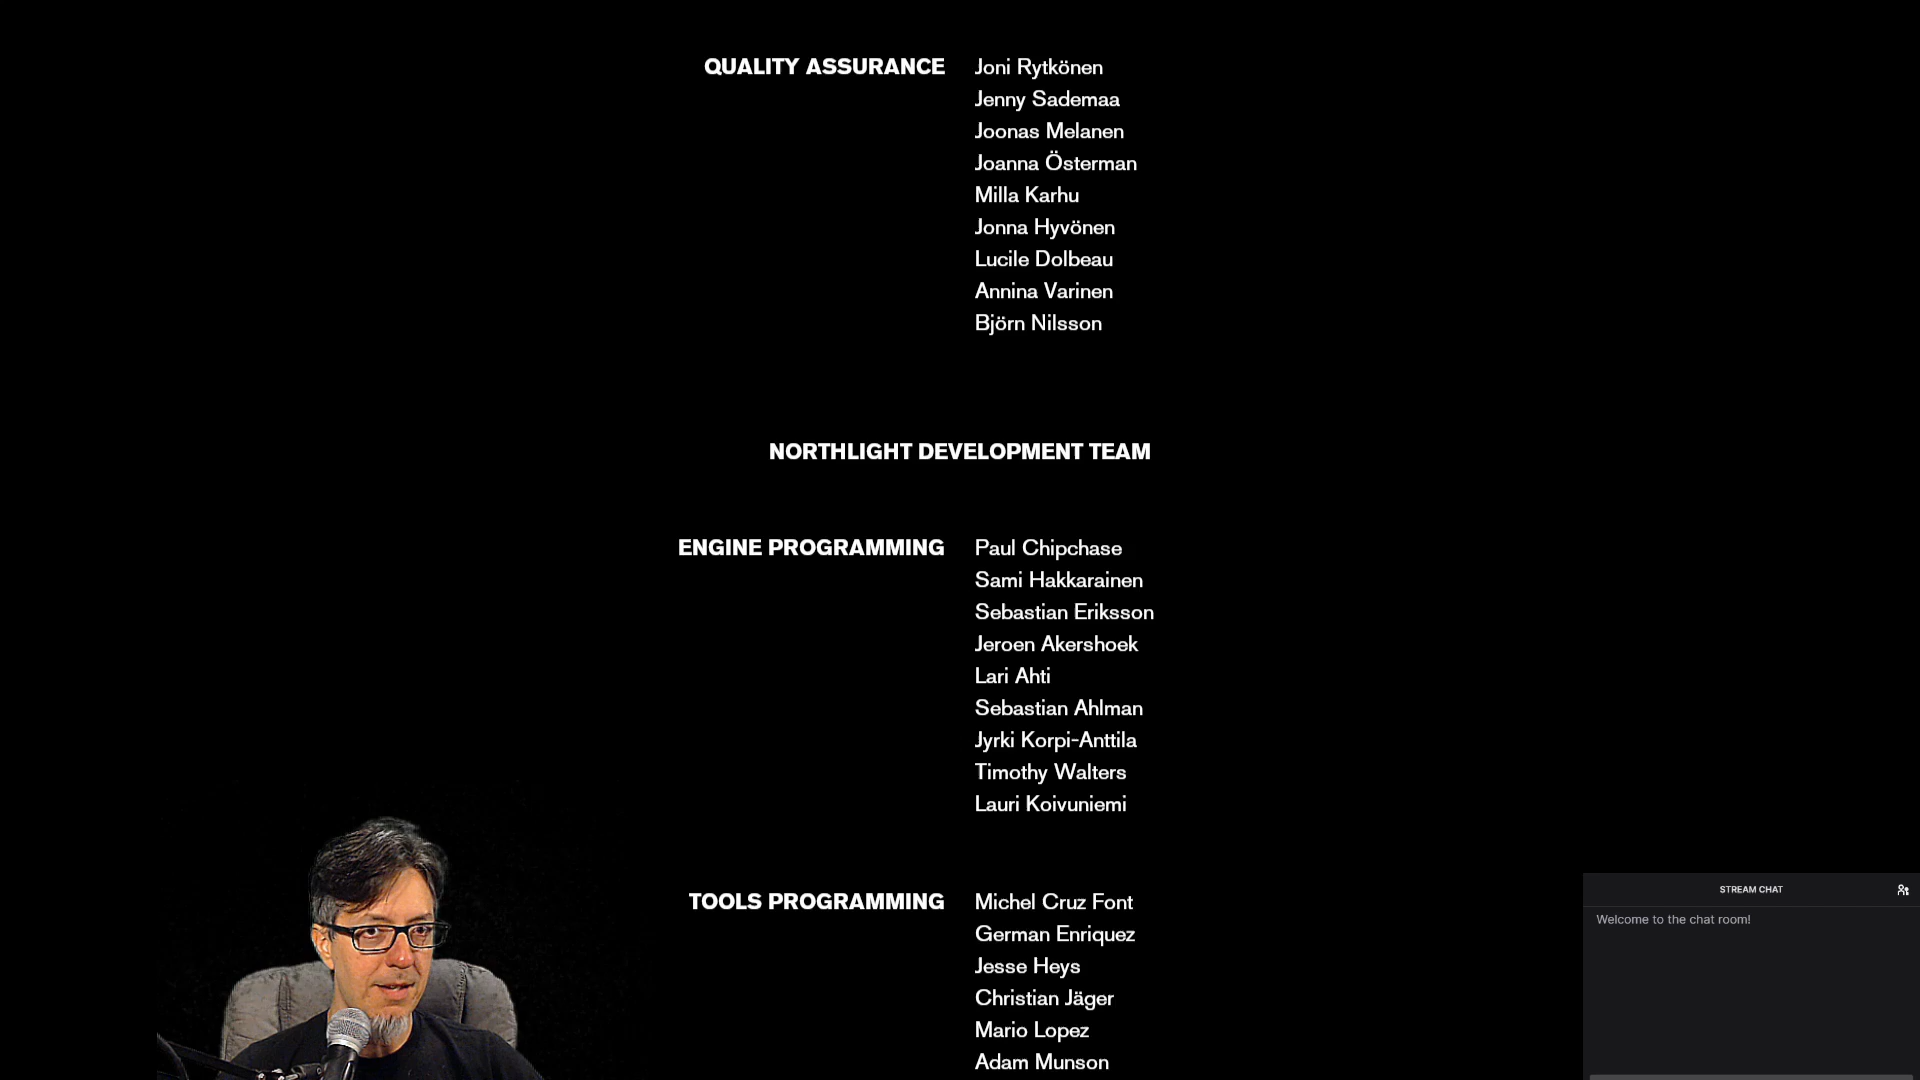 QUALITY ASSURANCE Joni Rytkönen
Jenny Sademaa
Joonas Melanen
Joanna Österman
Milla Karhu
Jonna Hyvönen
Lucile Dolbeau
Annina Varinen
Björn Nilsson
NORTHLIGHT DEVELOPMENT TEAM
ENGINE PROGRAMMING Paul Chipchase
Sami Hakkarainen
Sebastian Eriksson
Jeroen Akershoek
Lari Ahti
Sebastian Ahlman
Jyrki Korpi-Anttila
Timothy Walters
Lauri Koivuniemi
TOOLS PROGRAMMING Michel Cruz Font
German Enriquez
Jesse Heys
Christian Jäger
Mario Lopez
Adam Munson
STREAM CHAT
Welcome to the chat room!